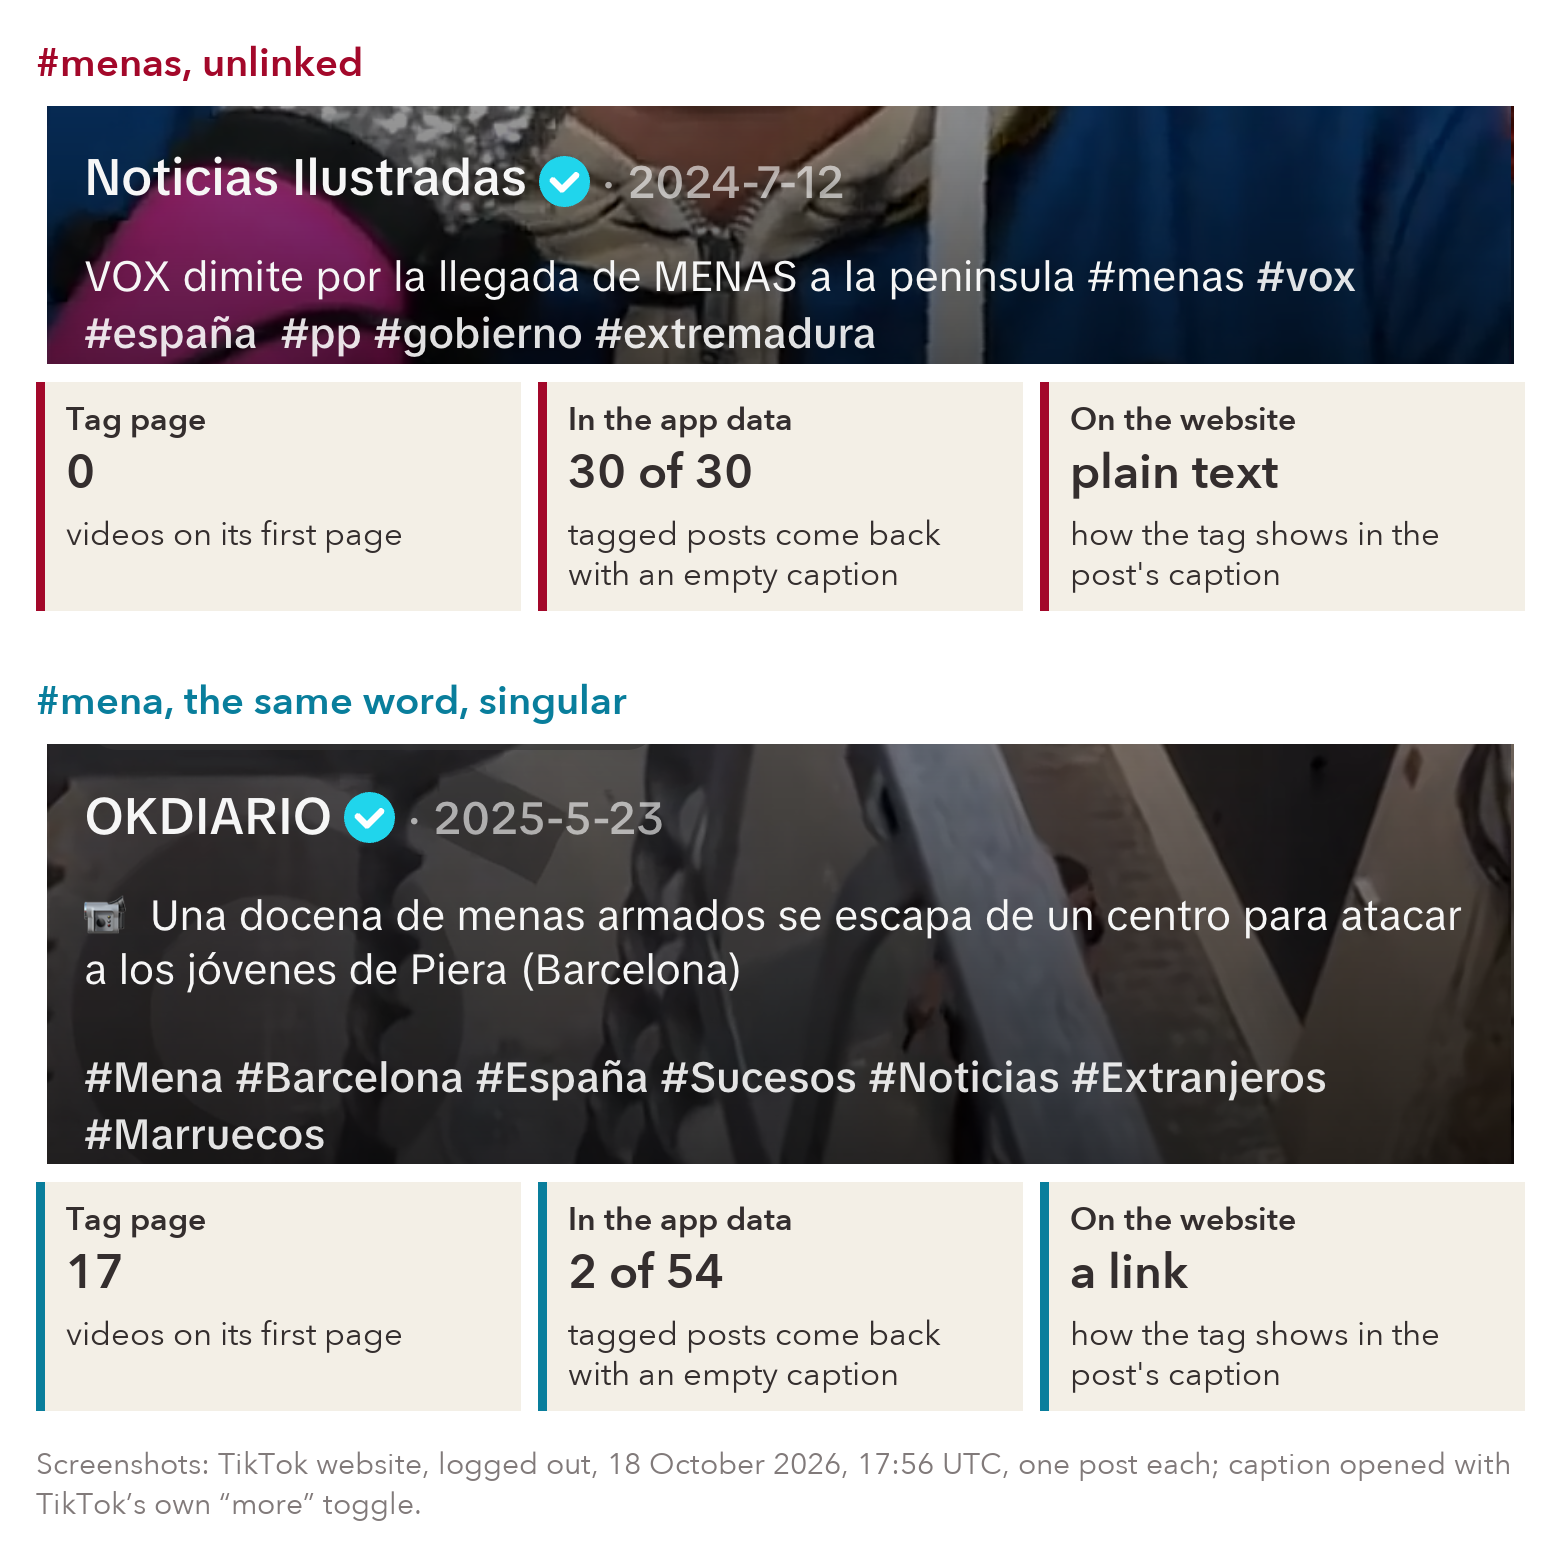 #menas, unlinked
Noticias Ilustradas · 2024-7-12
VOX dimite por la llegada de MENAS a la peninsula #menas #vox
#españa #pp #gobierno #extremadura
Tag page
0
videos on its first page
In the app data
30 of 30
tagged posts come back
with an empty caption
On the website
plain text
how the tag shows in the
post's caption
#mena, the same word, singular
OKDIARIO · 2025-5-23
Una docena de menas armados se escapa de un centro para atacar
a los jóvenes de Piera (Barcelona)
#Mena #Barcelona #España #Sucesos #Noticias #Extranjeros
#Marruecos
Tag page
17
videos on its first page
In the app data
2 of 54
tagged posts come back
with an empty caption
On the website
a link
how the tag shows in the
post's caption
Screenshots: TikTok website, logged out, 18 October 2026, 17:56 UTC, one post each; caption opened with
TikTok’s own “more” toggle.